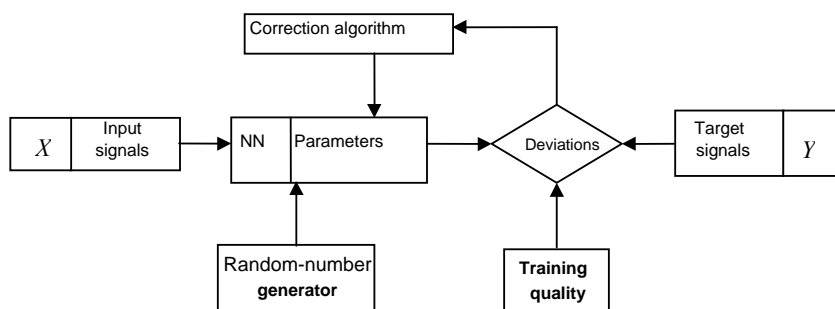 Correction algorithm
X
Input
signals
NN
Parameters
Deviations
Target
signals
Y
Random-number
generator
Training
quality